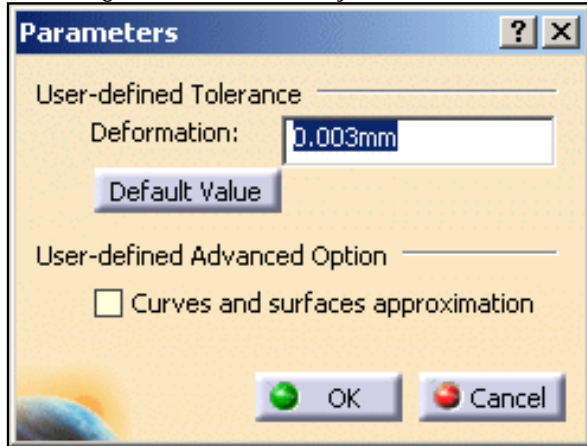 Parameters
User-defined Tolerance
Deformation: 0.003mm
Default Value
User-defined Advanced Option
Curves and surfaces approximation
OK Cancel